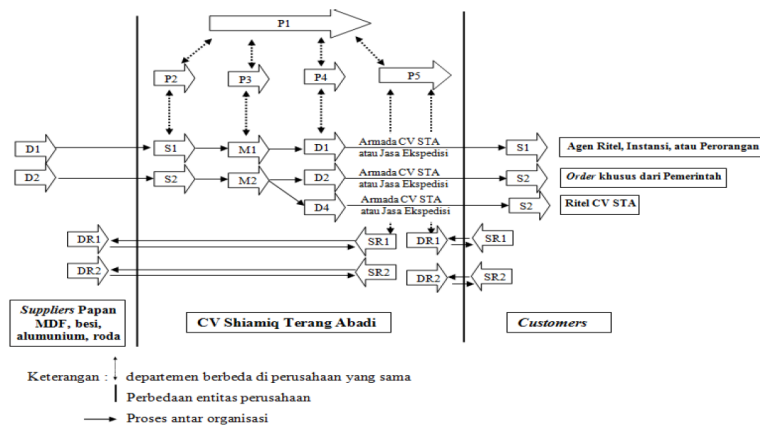 P1
P2
P3
P4
P5
D1
S1
M1
D1
Armada CV STA
atau Jasa Ekspedisi
S1
Agen Ritel, Instansi, atau Perorangan
D2
S2
M2
D2
Armada CV STA
atau Jasa Ekspedisi
S2
Order khusus dari Pemerintah
D4
Armada CV STA
atau Jasa Ekspedisi
S2
Ritel CV STA
DR1
SR1
DR1
SR1
DR2
SR2
DR2
SR2
Suppliers Papan
MDF, besi,
alumunium, roda
CV Shiamiq Terang Abadi
Customers
Keterangan : departemen berbeda di perusahaan yang sama
Perbedaan entitas perusahaan
Proses antar organisasi